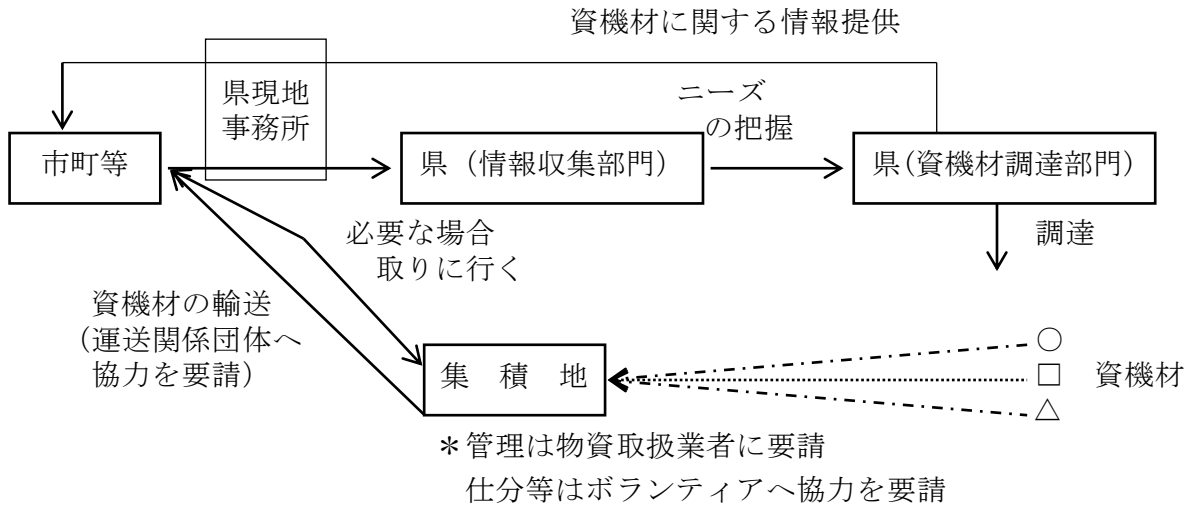 資機材に関する情報提供
県現地
事務所
ニーズ
の把握
市町等
県（情報収集部門）
県（資機材調達部門）
必要な場合
取りに行く
調達
資機材の輸送
（運送関係団体へ
協力を要請）
集　積　地
○
□
△
資機材
＊管理は物資取扱業者に要請
仕分等はボランティアへ協力を要請